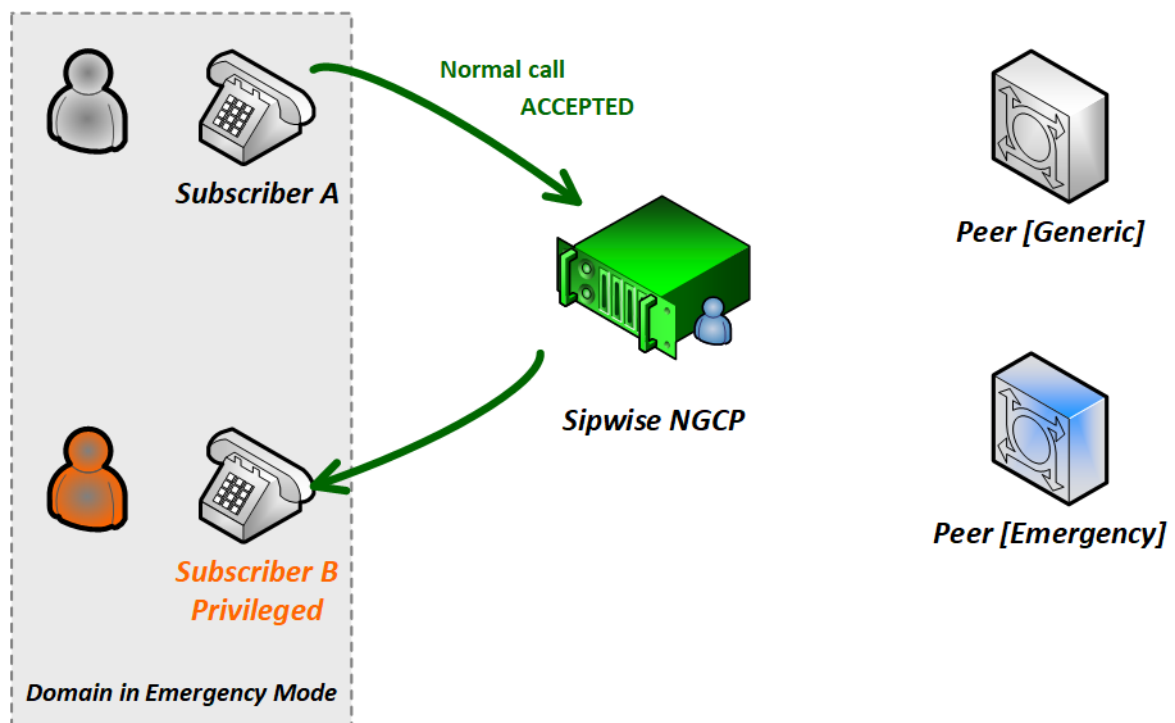 Normal call
ACCEPTED
Subscriber A
Peer [Generic]
Sipwise NGCP
Peer [Emergency]
Subscriber B
Privileged
Domain in Emergency Mode